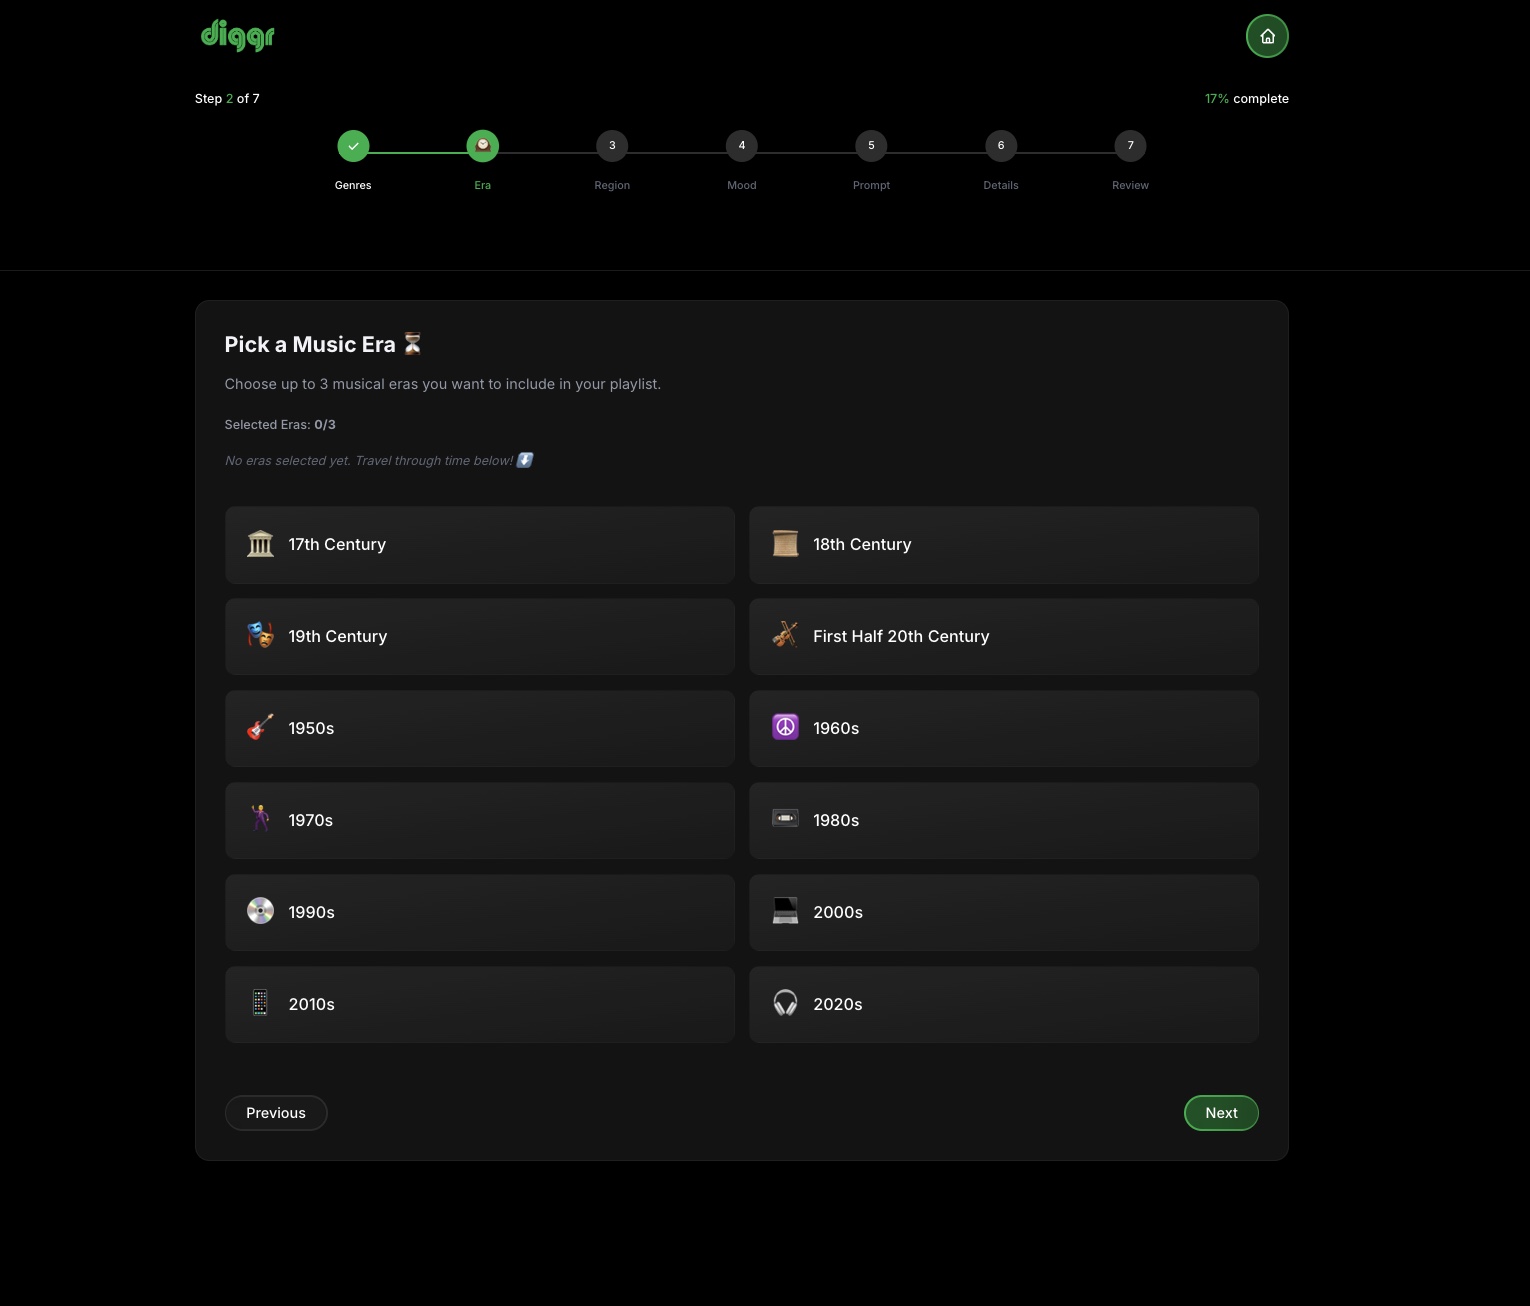 diggr
Step 2 of 7
17% complete
3
4
5
6
7
Genres
Era
Region
Mood
Prompt
Details
Review
Pick a Music Era
Choose up to 3 musical eras you want to include in your playlist.
Selected Eras: 0/3
No eras selected yet. Travel through time below!
17th Century
18th Century
19th Century
First Half 20th Century
1950s
1960s
1970s
1980s
1990s
2000s
2010s
2020s
Previous
Next